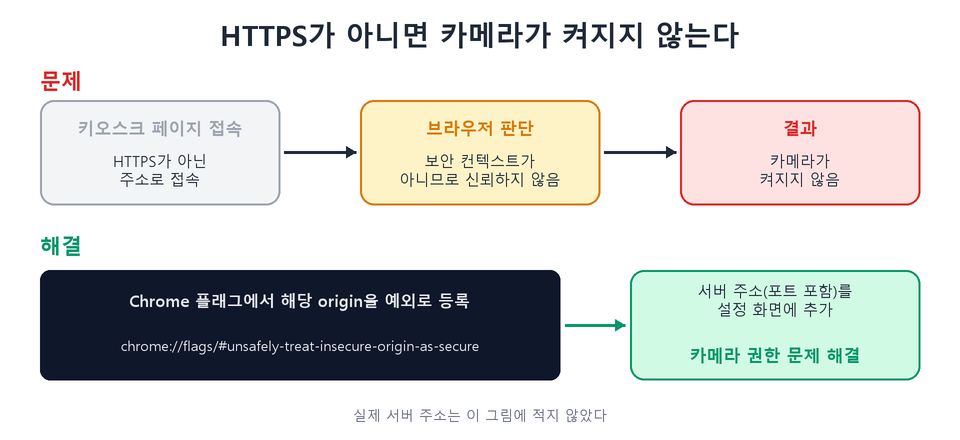 HTTPS가 아니면 카메라가 켜지지 않는다
문제
키오스크 페이지 접속
HTTPS가 아닌
주소로 접속
브라우저 판단
보안 컨텍스트가
아니므로 신뢰하지 않음
결과
카메라가
켜지지 않음
해결
Chrome 플래그에서 해당 origin을 예외로 등록
chrome://flags/#unsafely-treat-insecure-origin-as-secure
서버 주소(포트 포함)를
설정 화면에 추가
카메라 권한 문제 해결
실제 서버 주소는 이 그림에 적지 않았다